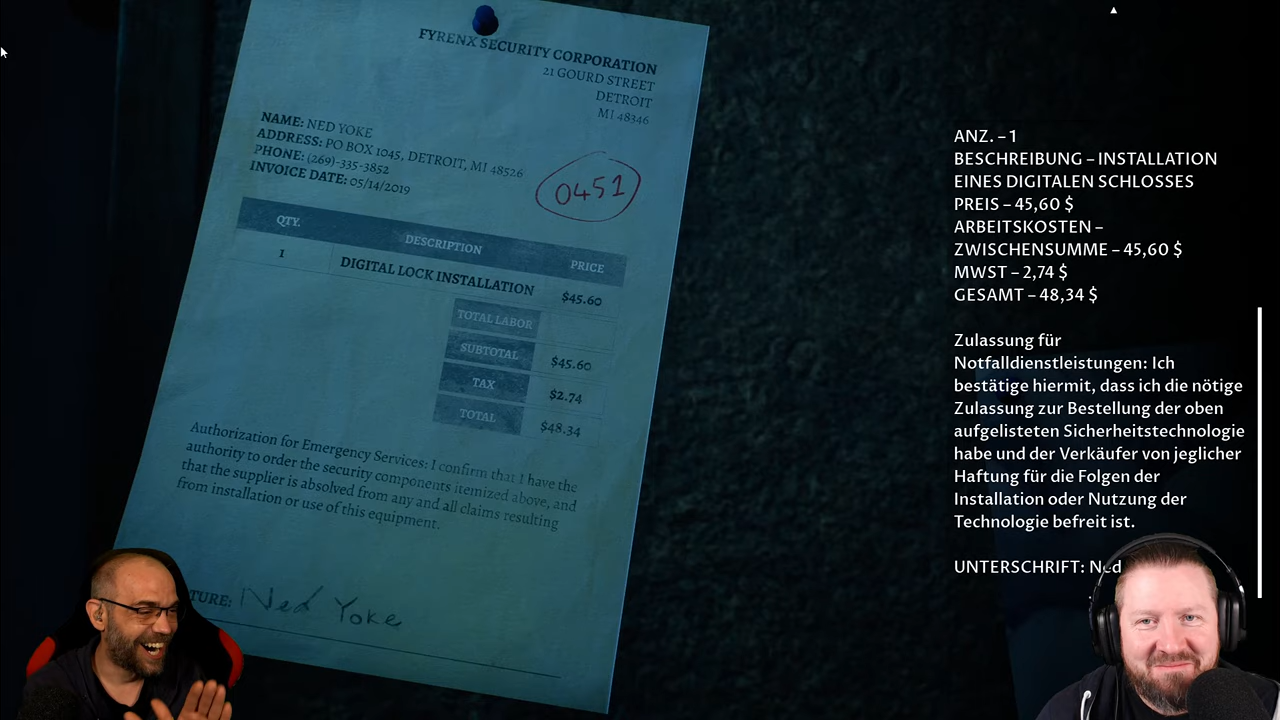 FYRENX SECURITY CORPORATION
21 GOURD STREET
DETROIT
MI 48346
NAME: NED YOKE
ADDRESS: PO BOX 1045, DETROIT, MI 48526
PHONE: (269)-335-3852
INVOICE DATE: 05/14/2019
0451
QTY. DESCRIPTION PRICE
1 DIGITAL LOCK INSTALLATION $45.60
TOTAL LABOR
SUBTOTAL $45.60
TAX $2.74
TOTAL $48.34
Authorization for Emergency Services: I confirm that I have the
authority to order the security components itemized above, and
that the supplier is absolved from any and all claims resulting
from installation or use of this equipment.
TURE: Ned Yoke
ANZ. – 1
BESCHREIBUNG – INSTALLATION
EINES DIGITALEN SCHLOSSES
PREIS – 45,60 $
ARBEITSKOSTEN –
ZWISCHENSUMME – 45,60 $
MWST – 2,74 $
GESAMT – 48,34 $
Zulassung für
Notfalldienstleistungen: Ich
bestätige hiermit, dass ich die nötige
Zulassung zur Bestellung der oben
aufgelisteten Sicherheitstechnologie
habe und der Verkäufer von jeglicher
Haftung für die Folgen der
Installation oder Nutzung der
Technologie befreit ist.
UNTERSCHRIFT: Ned